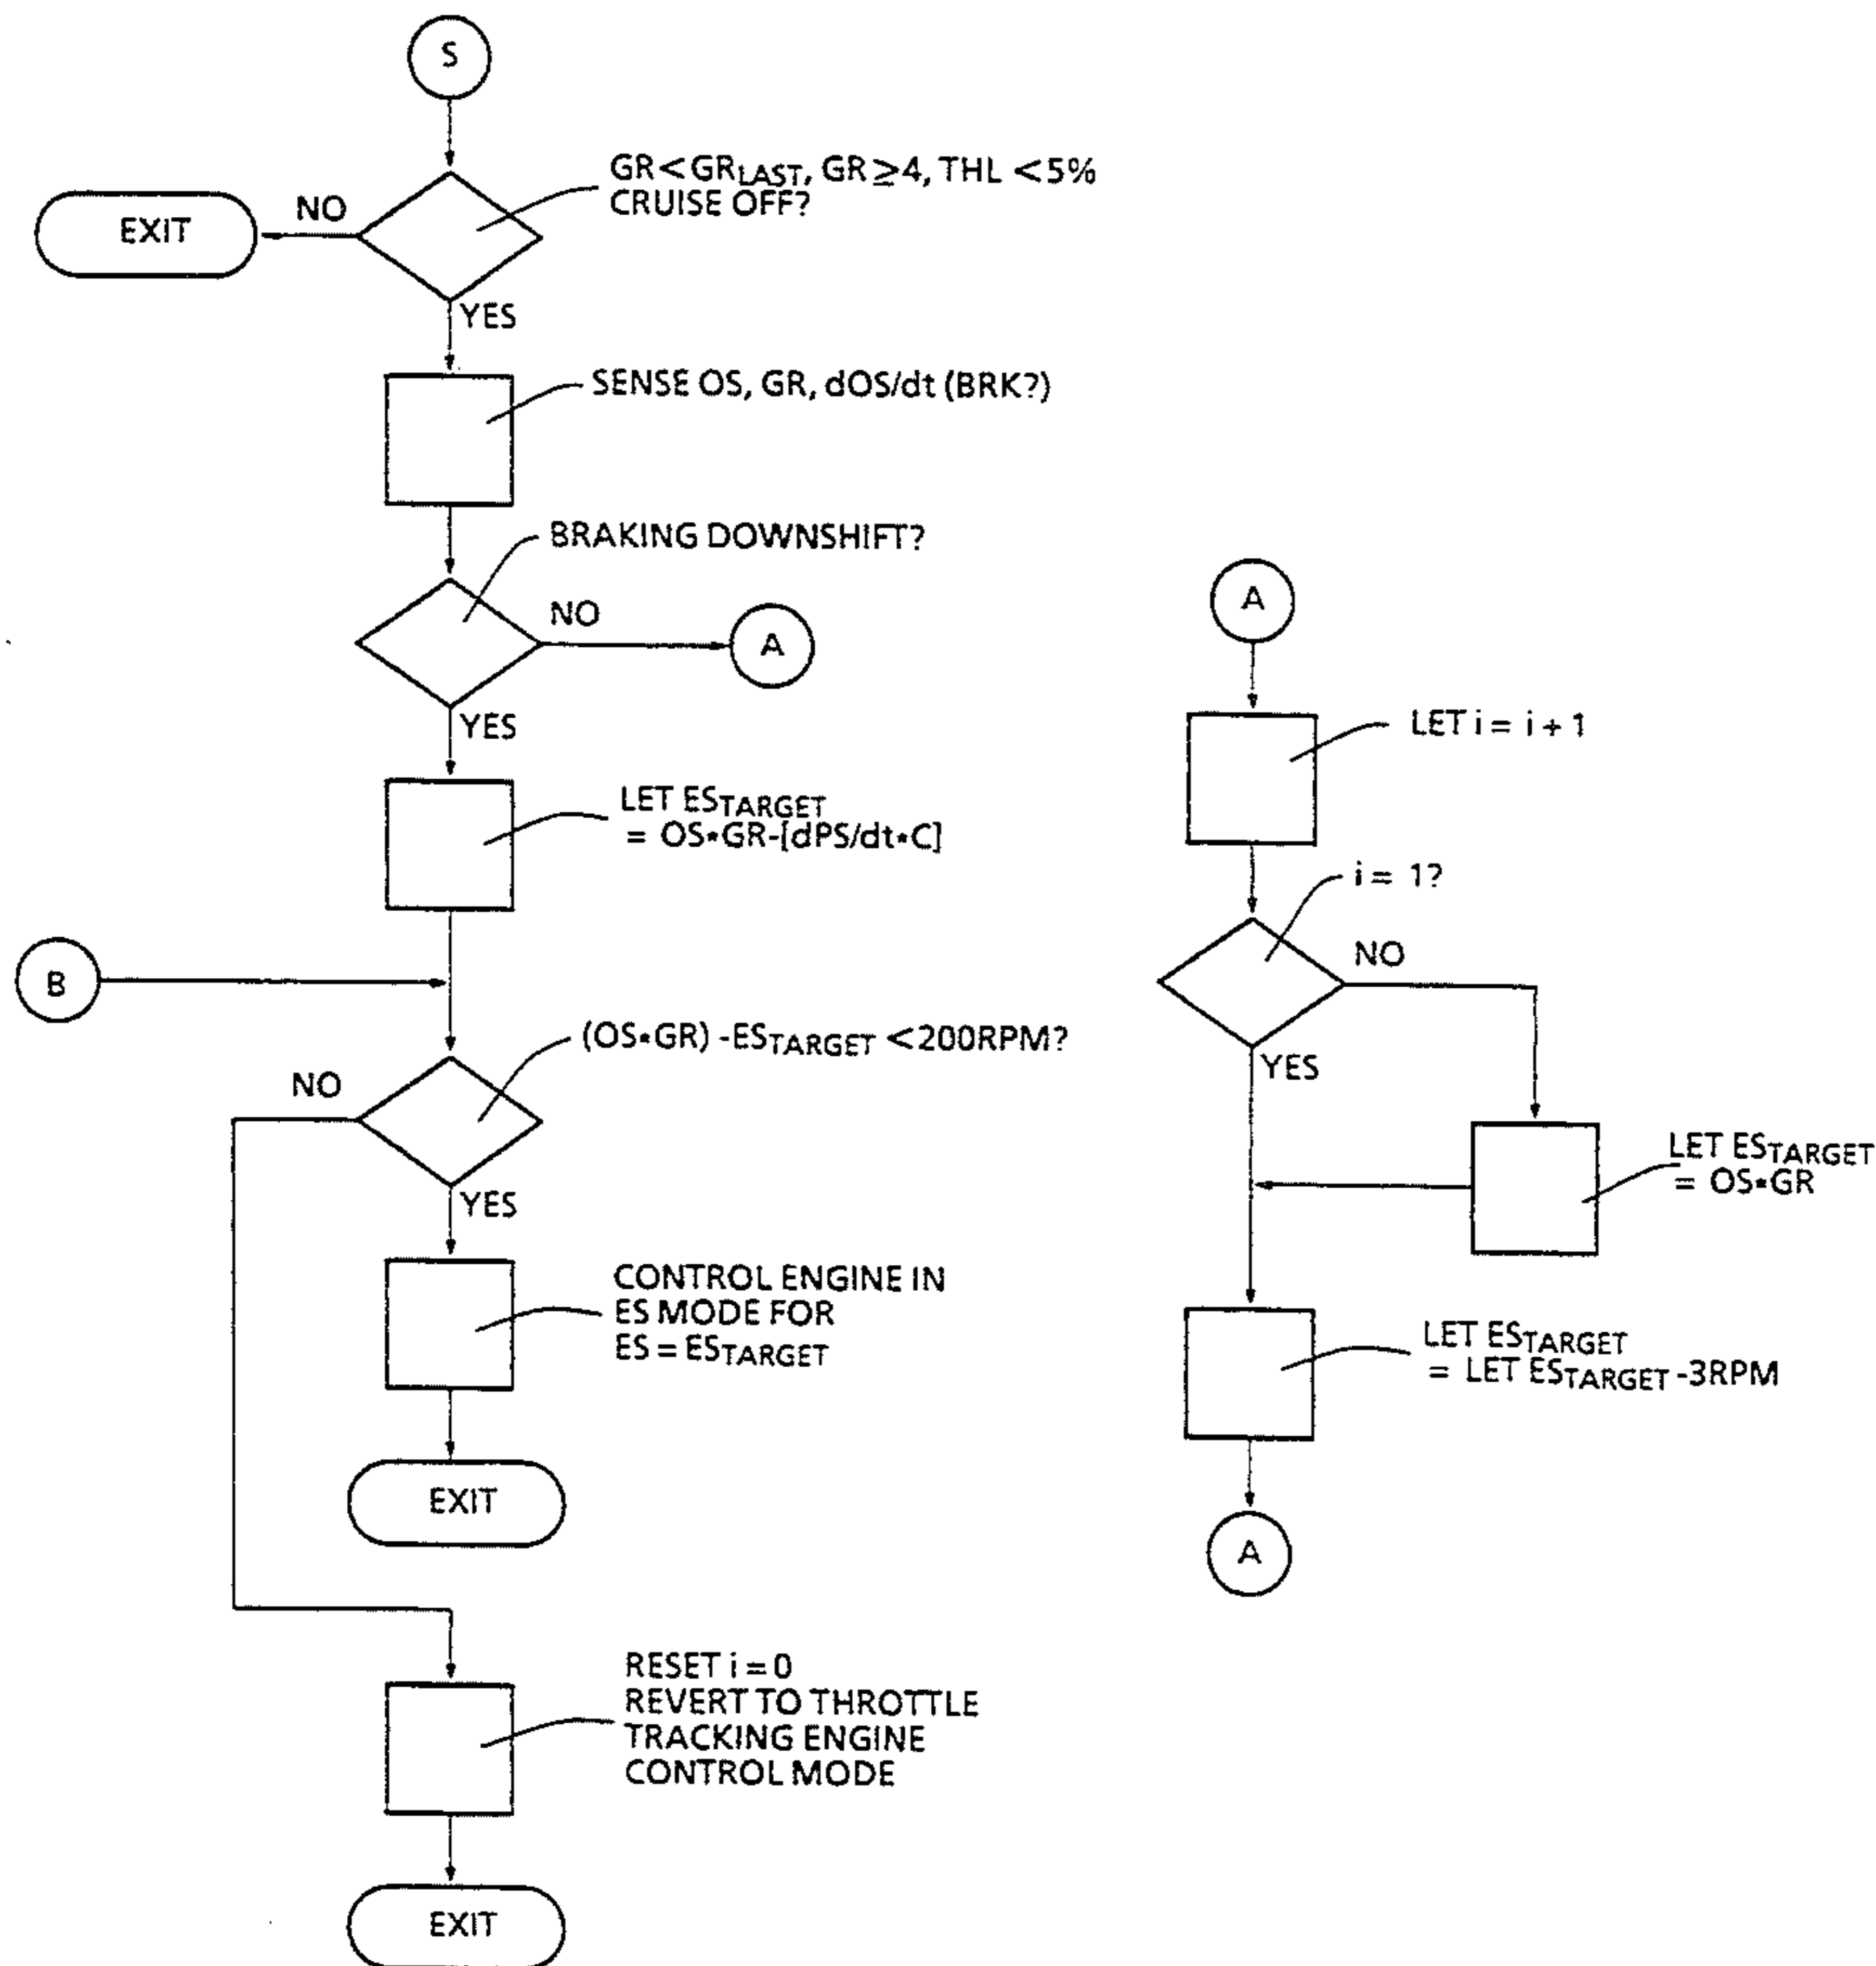 S
GR<GRLAST, GR≥4, THL <5%
CRUISE OFF?
NO
EXIT
YES
SENSE OS, GR, dOS/dt (BRK?)
BRAKING DOWNSHIFT?
NO
A
YES
LET ESTARGET
= OS*GR-[dPS/dt*C]
B
(OS*GR) -ESTARGET <200RPM?
NO
YES
CONTROL ENGINE IN
ES MODE FOR
ES = ESTARGET
EXIT
RESET i = 0
REVERT TO THROTTLE
TRACKING ENGINE
CONTROL MODE
EXIT
A
LET i = i + 1
i = 1?
NO
YES
LET ESTARGET
= OS*GR
LET ESTARGET
= LET ESTARGET -3RPM
A